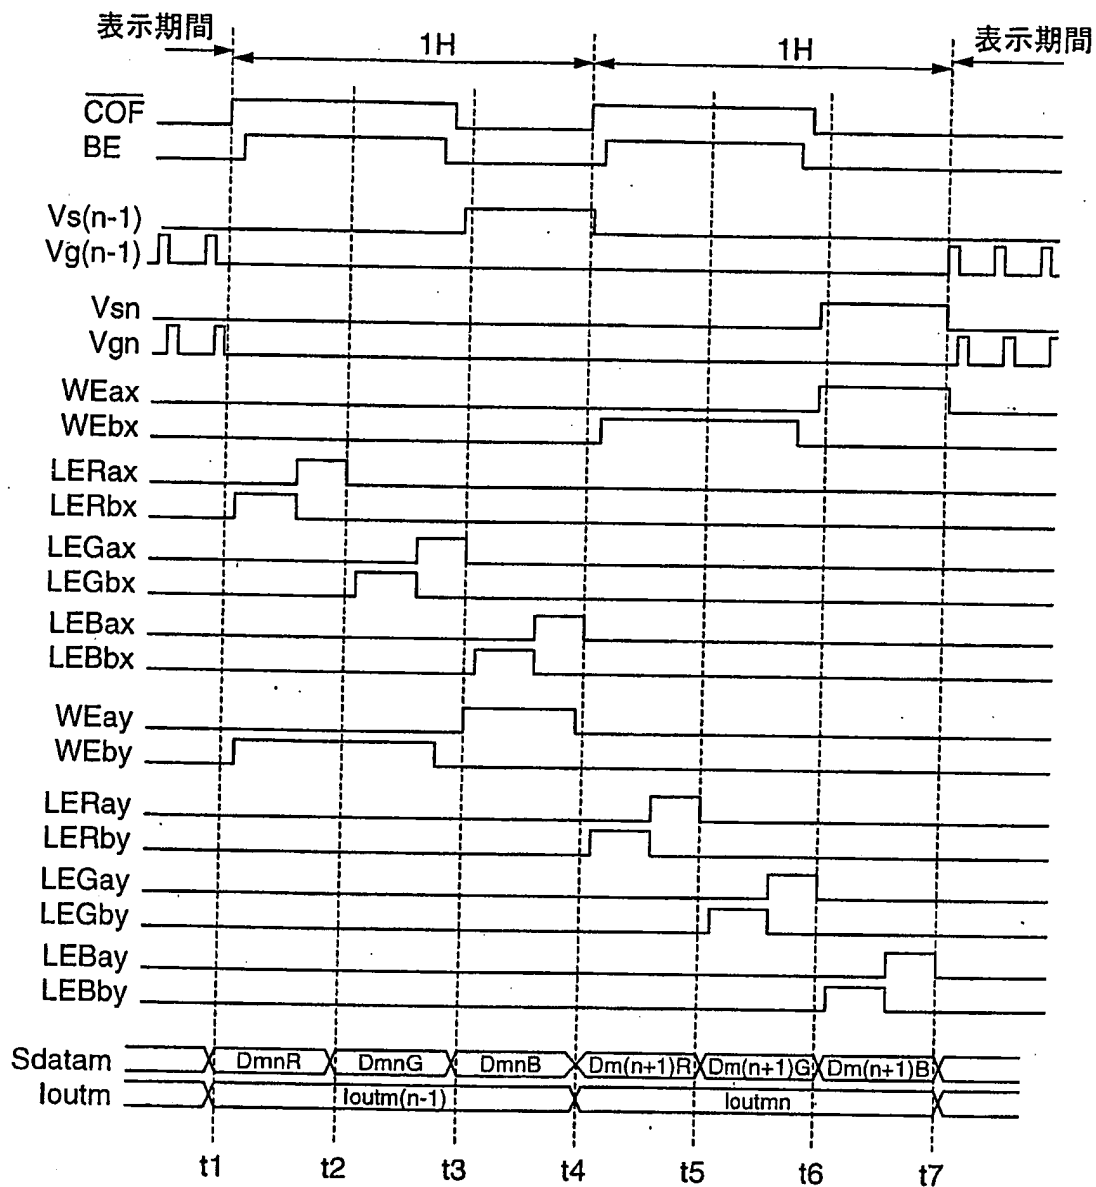 表示期間
1H
1H
表示期間
COF
BE
Vs(n-1)
Vg(n-1)
Vsn
Vgn
WEax
WEbx
LERax
LERbx
LEGax
LEGbx
LEBax
LEBbx
WEay
WEby
LERay
LERby
LEGay
LEGby
LEBay
LEBby
Sdatam DmnR DmnG DmnB Dm(n+1)R Dm(n+1)G Dm(n+1)B
Ioutm Ioutm(n-1) Ioutmn
t1 t2 t3 t4 t5 t6 t7